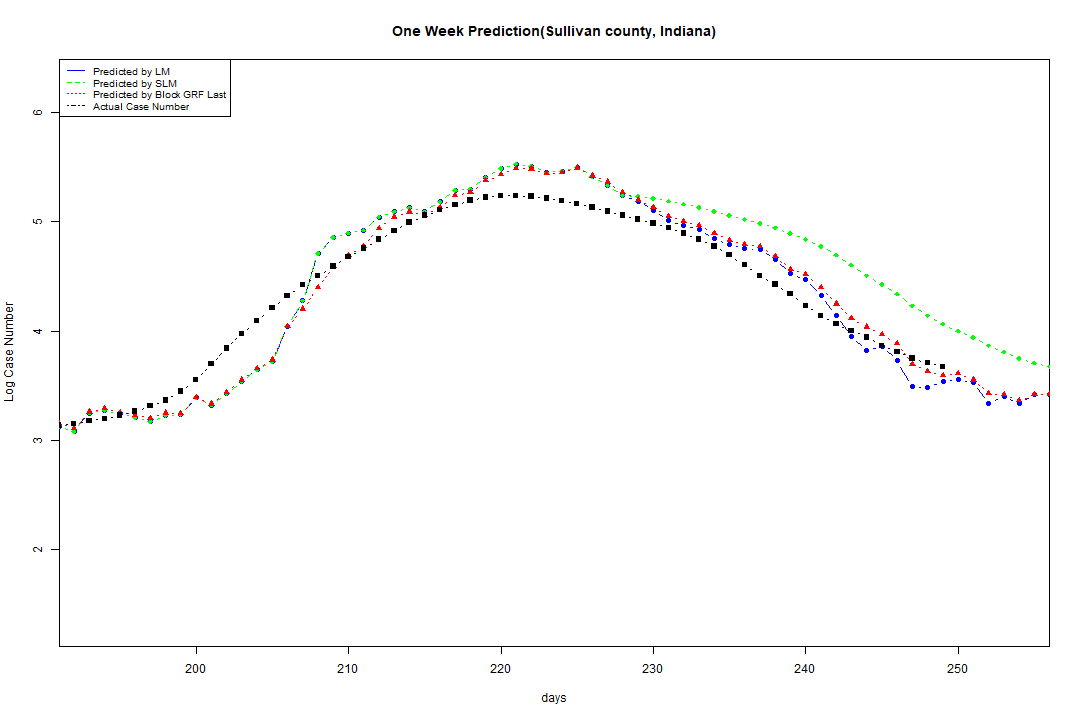 One Week Prediction(Sullivan county, Indiana)
Predicted by LM
Predicted by SLM
Predicted by Block GRF Last
Actual Case Number
6
5
4
3
2
Log Case Number
200 210 220 230 240 250
days